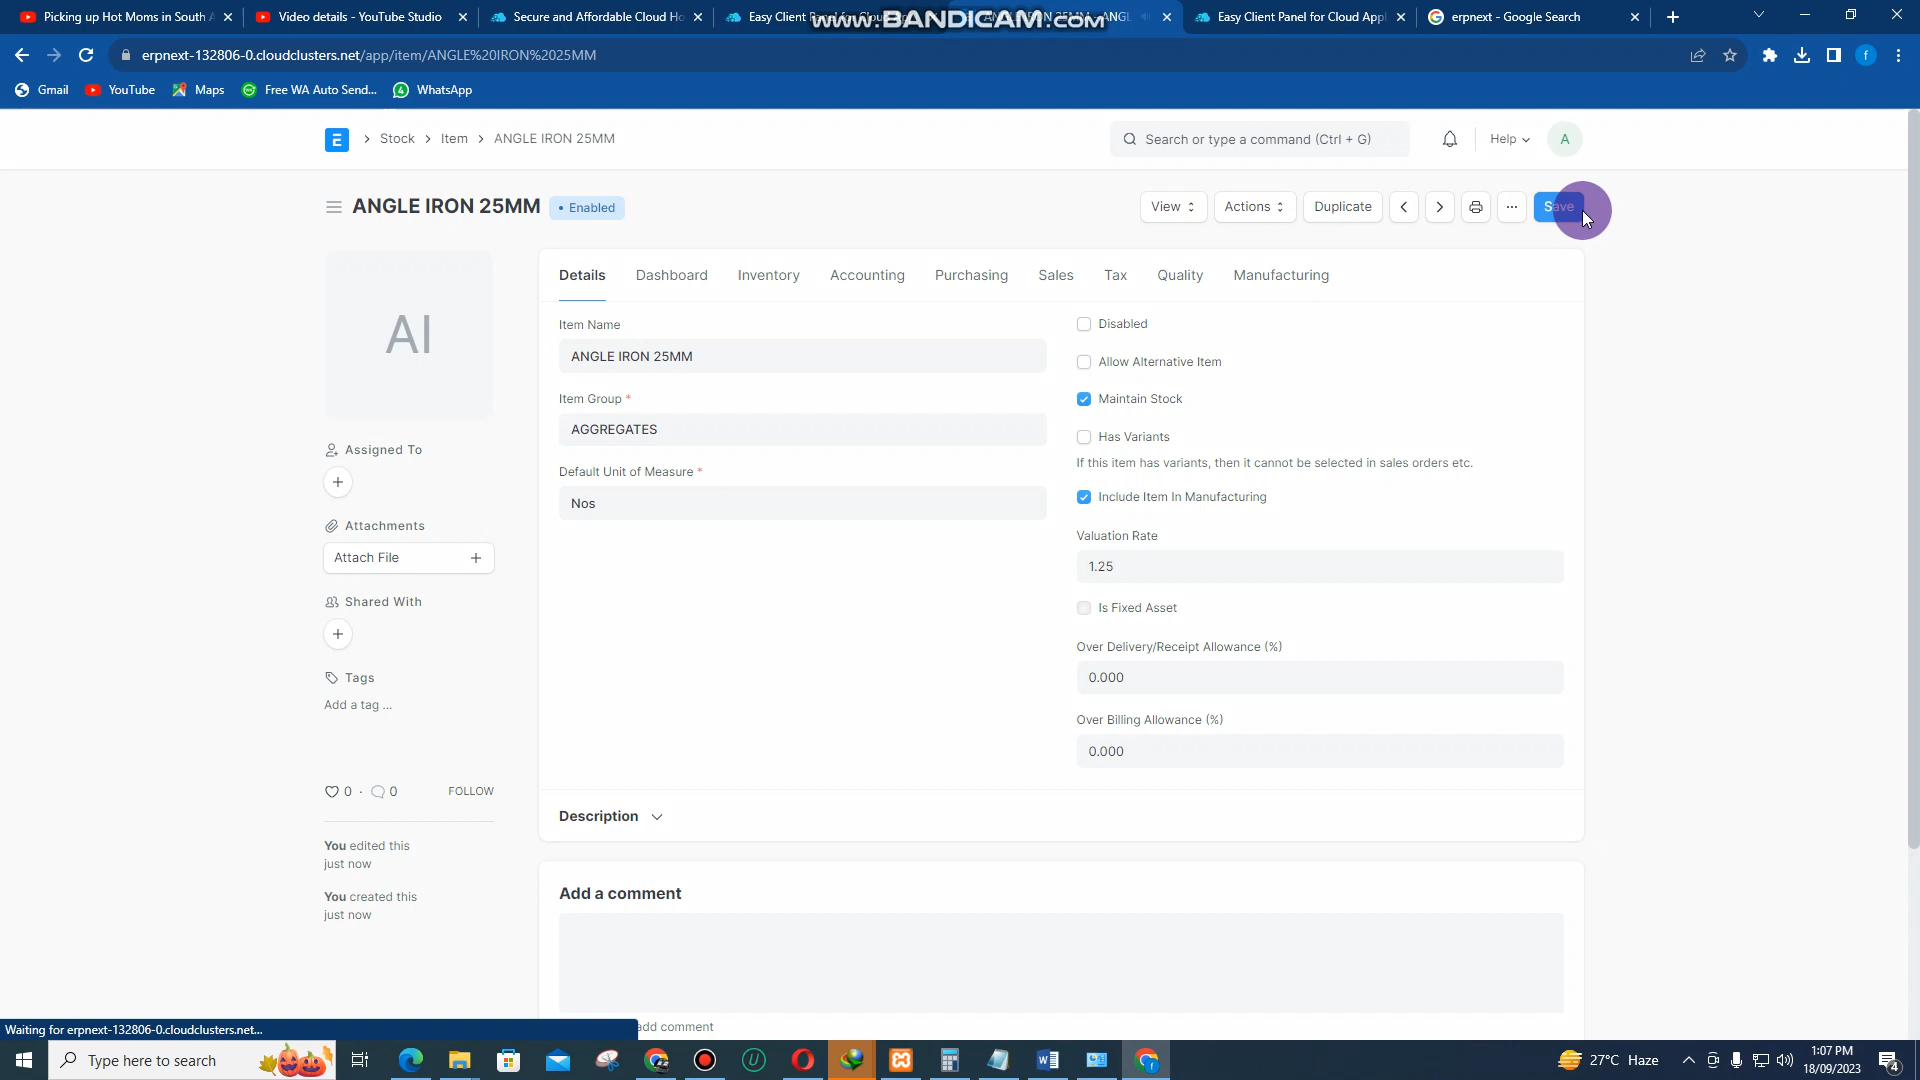 Picking up Hot Moms in South A
Video details - YouTube Studio
Secure and Affordable Cloud Ho
Easy Client Panel for Cloud
www.BANDICAM.com
Easy Client Panel for Cloud Appl
erpnext - Google Search
erpnext-132806-0.cloudclusters.net/app/item/ANGLE%20IRON%2025MM
f
Gmail
YouTube
Maps
Free WA Auto Send...
WhatsApp
E
Stock
Item
ANGLE IRON 25MM
Search or type a command (Ctrl + G)
Help
A
ANGLE IRON 25MM
Enabled
View
Actions
Duplicate
Save
AI
Details
Dashboard
Inventory
Accounting
Purchasing
Sales
Tax
Quality
Manufacturing
Item Name
ANGLE IRON 25MM
Item Group *
AGGREGATES
Default Unit of Measure *
Nos
Disabled
Allow Alternative Item
Maintain Stock
Has Variants
If this item has variants, then it cannot be selected in sales orders etc.
Include Item In Manufacturing
Valuation Rate
1.25
Is Fixed Asset
Over Delivery/Receipt Allowance (%)
0.000
Over Billing Allowance (%)
0.000
Assigned To
Attachments
Attach File
Shared With
Tags
Add a tag ...
0 · 0
FOLLOW
You edited this
just now
You created this
just now
Description
Add a comment
add comment
Waiting for erpnext-132806-0.cloudclusters.net...
Type here to search
27°C Haze
1:07 PM
18/09/2023
4